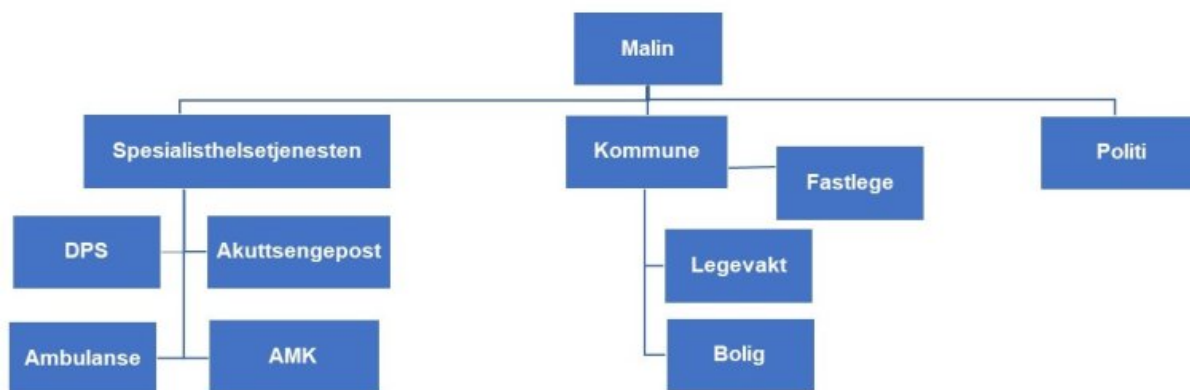 Malin
Spesialisthelsetjenesten
Kommune
Politi
Fastlege
DPS
Akuttsengepost
Legevakt
Ambulanse
AMK
Bolig